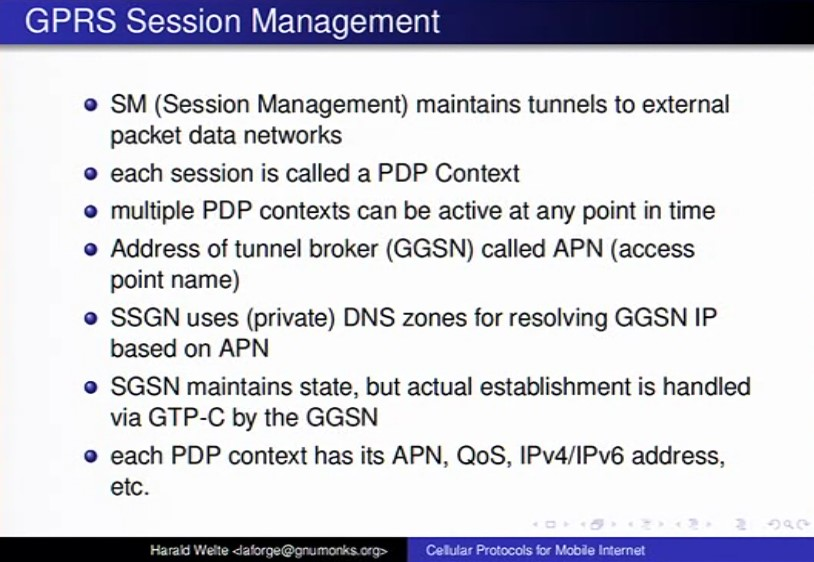 GPRS Session Management
SM (Session Management) maintains tunnels to external
packet data networks
each session is called a PDP Context
multiple PDP contexts can be active at any point in time
Address of tunnel broker (GGSN) called APN (access
point name)
SSGN uses (private) DNS zones for resolving GGSN IP
based on APN
SGSN maintains state, but actual establishment is handled
via GTP-C by the GGSN
each PDP context has its APN, QoS, IPv4/IPv6 address,
etc.
Harald Welte <laforge@gnumonks.org>
Cellular Protocols for Mobile Internet